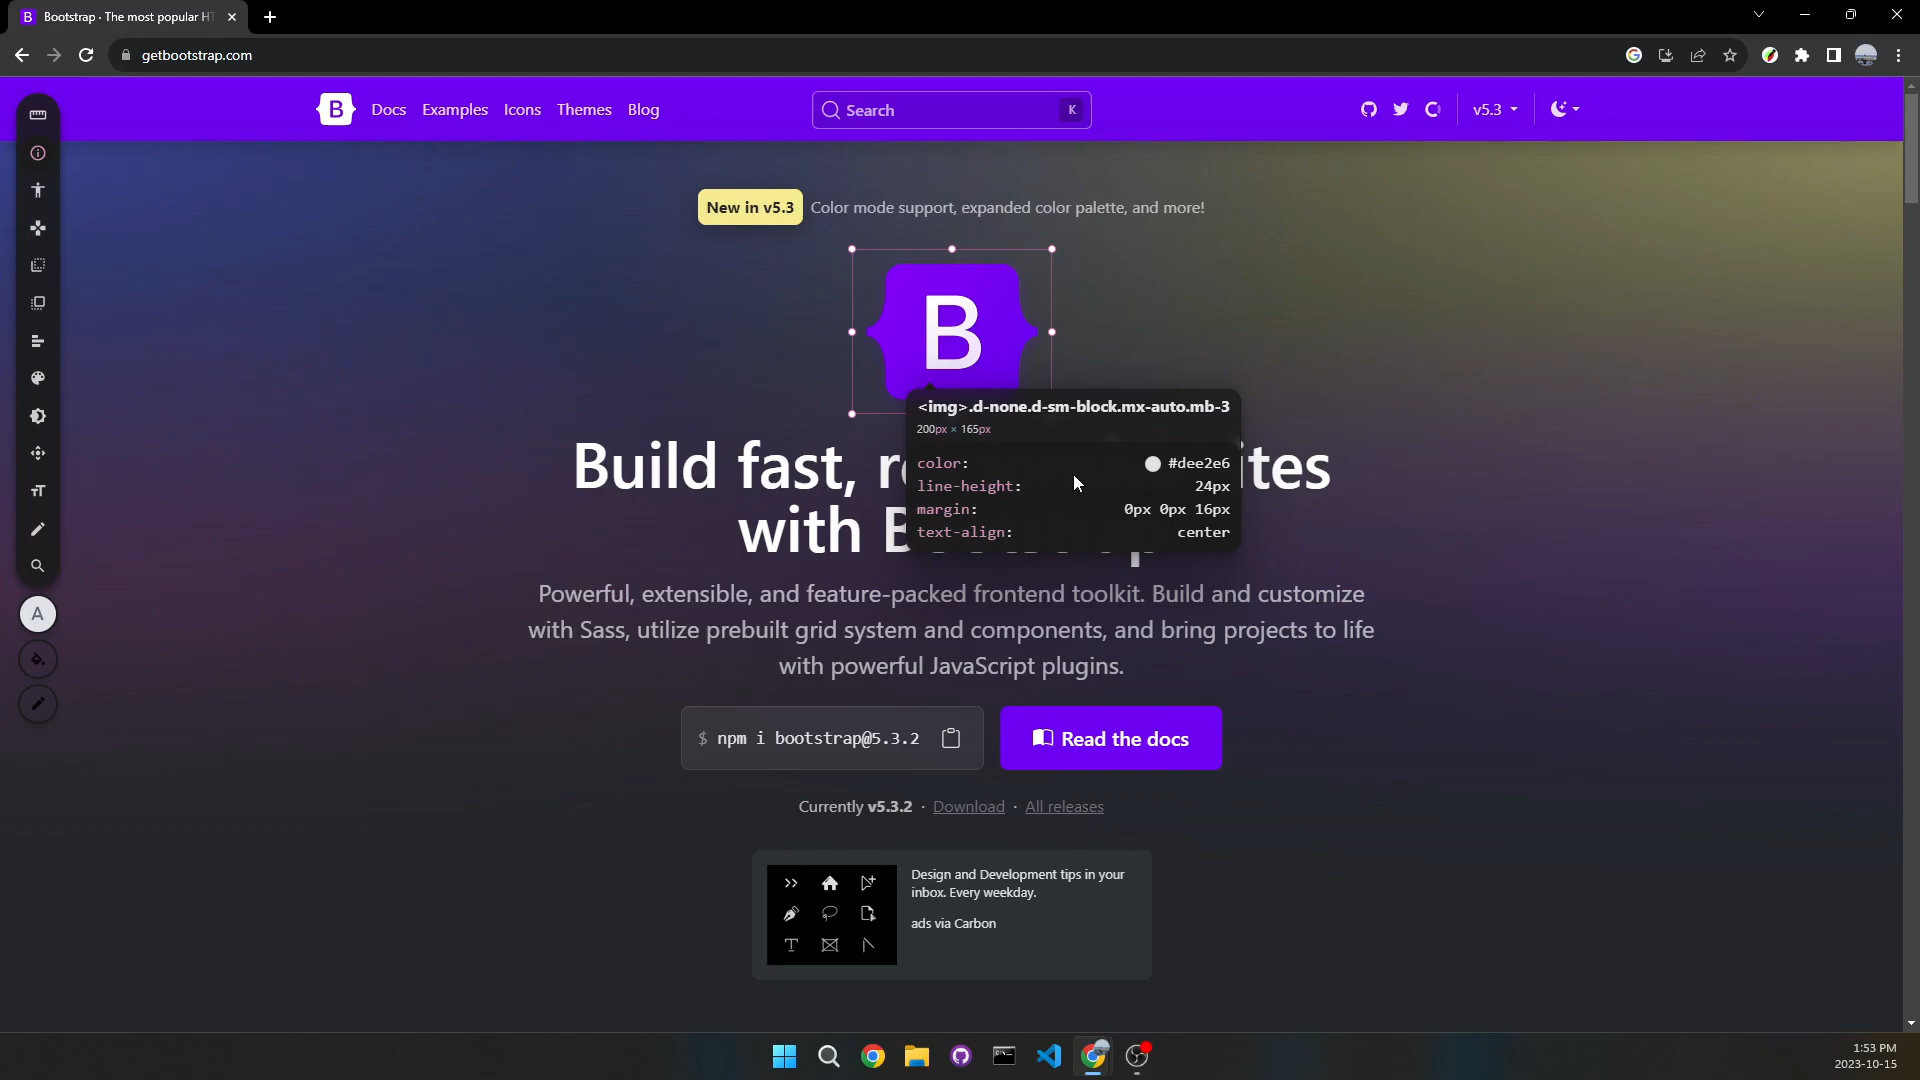 B Bootstrap · The most popular HT
getbootstrap.com
B Docs Examples Icons Themes Blog Search K v5.3
New in v5.3 Color mode support, expanded color palette, and more!
B
<img>.d-none.d-sm-block.mx-auto.mb-3
200px × 165px
color: #dee2e6
line-height: 24px
margin: 0px 0px 16px
text-align: center
Build fast, r ites
with B
Powerful, extensible, and feature-packed frontend toolkit. Build and customize
with Sass, utilize prebuilt grid system and components, and bring projects to life
with powerful JavaScript plugins.
A
$ npm i bootstrap@5.3.2 Read the docs
Currently v5.3.2 · Download · All releases
Design and Development tips in your
inbox. Every weekday.
ads via Carbon
1:53 PM
2023-10-15